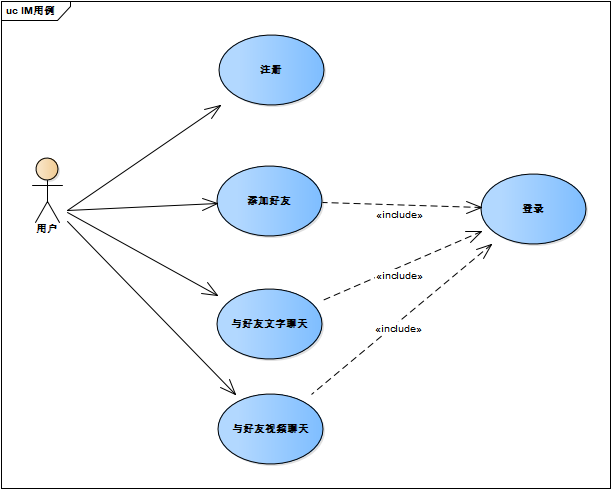 uc IM用例
注册
添加好友
«include»
登录
用户
«include»
与好友文字聊天
«include»
与好友视频聊天